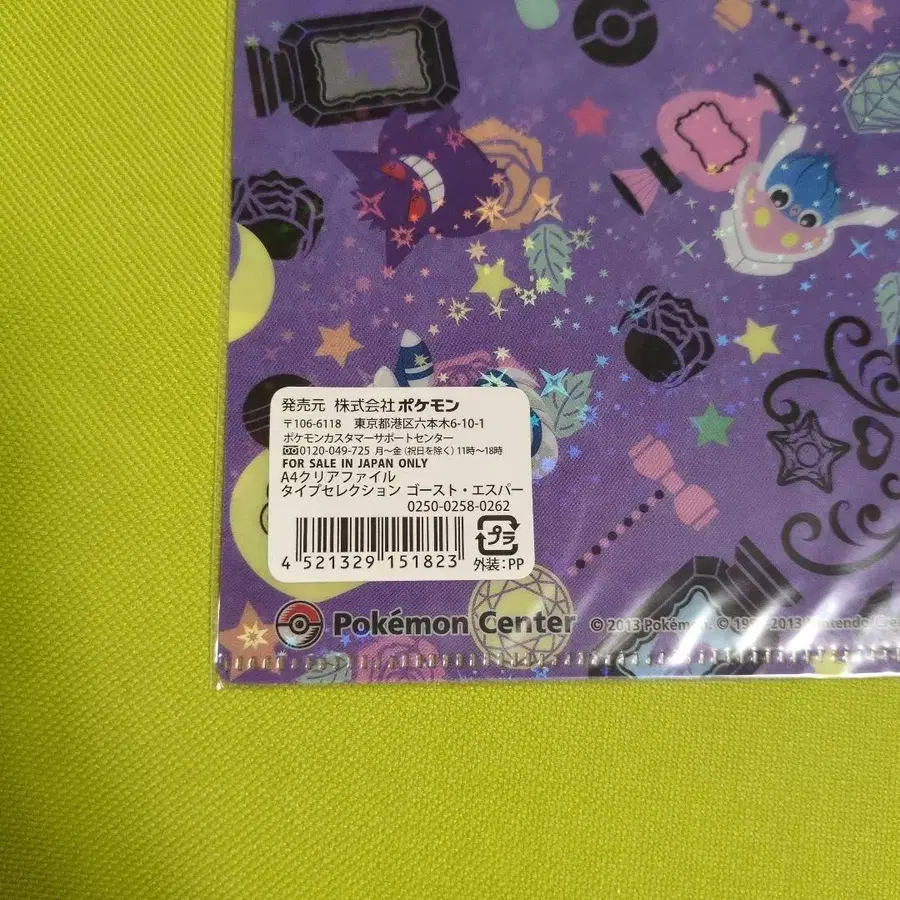 発売元 株式会社ポケモン
〒106-6118 東京都港区六本木6-10-1
ポケモンカスタマーサポートセンター
0120-049-725 月～金(祝日を除く)11時～18時
FOR SALE IN JAPAN ONLY
A4クリアファイル
タイプセレクション ゴースト・エスパー
0250-0258-0262
4 521329 151823
プラ
外装:PP
Pokémon Center
© 2013 Pokémon. ©